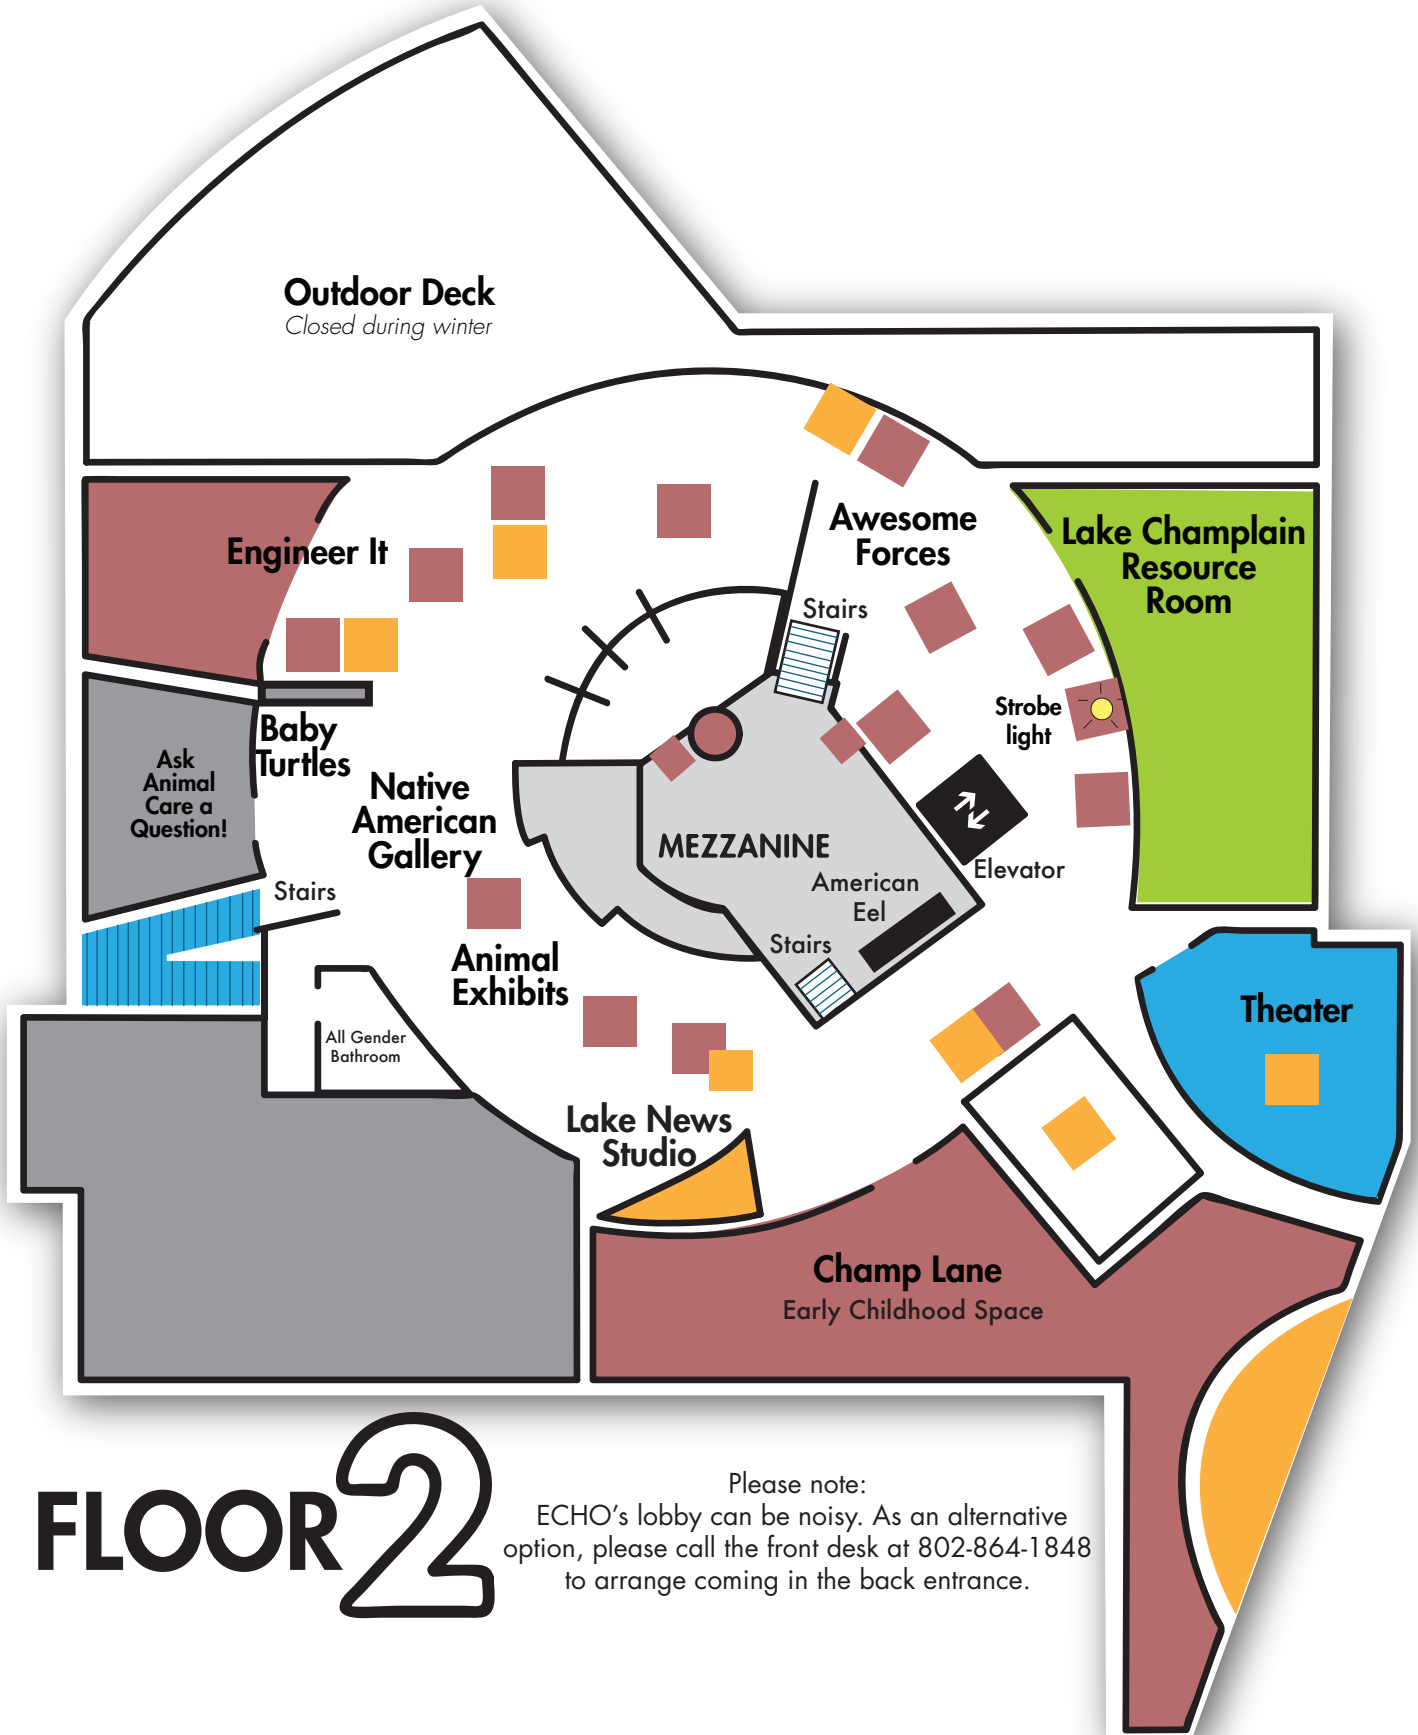 Outdoor Deck
Closed during winter
Engineer It
Awesome
Forces
Lake Champlain
Resource
Room
Stairs
Strobe
light
Baby
Turtles
Ask
Animal
Care a
Question!
Native
American
Gallery
MEZZANINE
Elevator
American
Eel
Stairs
Stairs
Animal
Exhibits
All Gender
Bathroom
Theater
Lake News
Studio
Champ Lane
Early Childhood Space
FLOOR 2
Please note:
ECHO's lobby can be noisy. As an alternative
option, please call the front desk at 802-864-1848
to arrange coming in the back entrance.